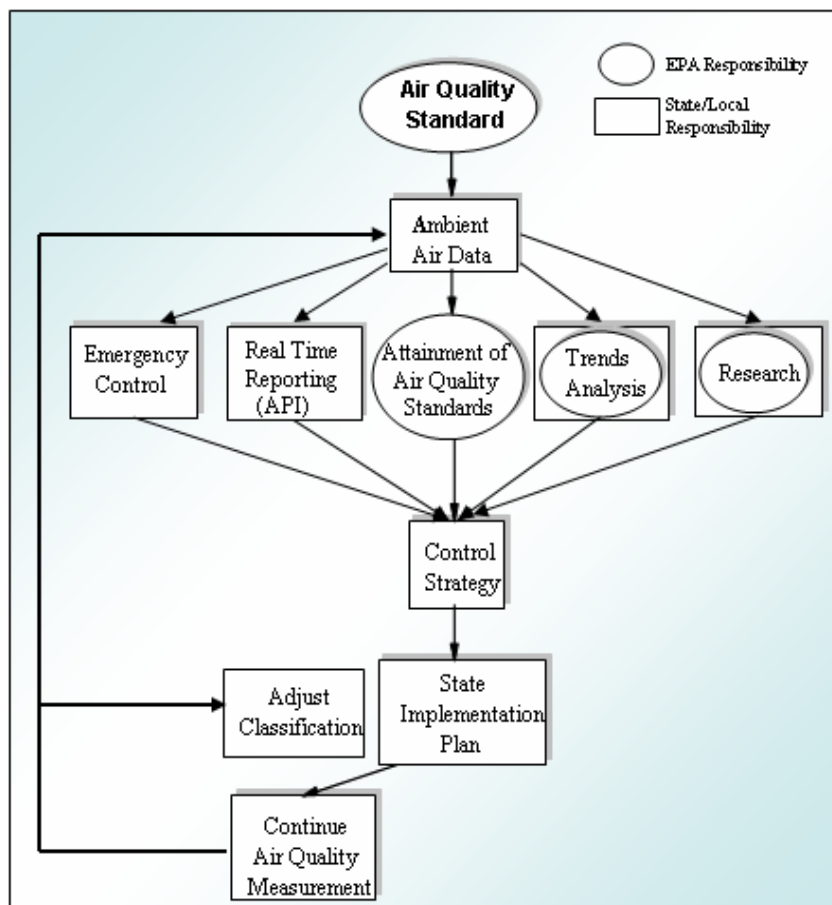 EPA Responsibility
State/Local
Responsibility
Air Quality
Standard
Ambient
Air Data
Emergency
Control
Real Time
Reporting
(API)
Attainment of
Air Quality
Standards
Trends
Analysis
Research
Control
Strategy
State
Implementation
Plan
Adjust
Classification
Continue
Air Quality
Measurement